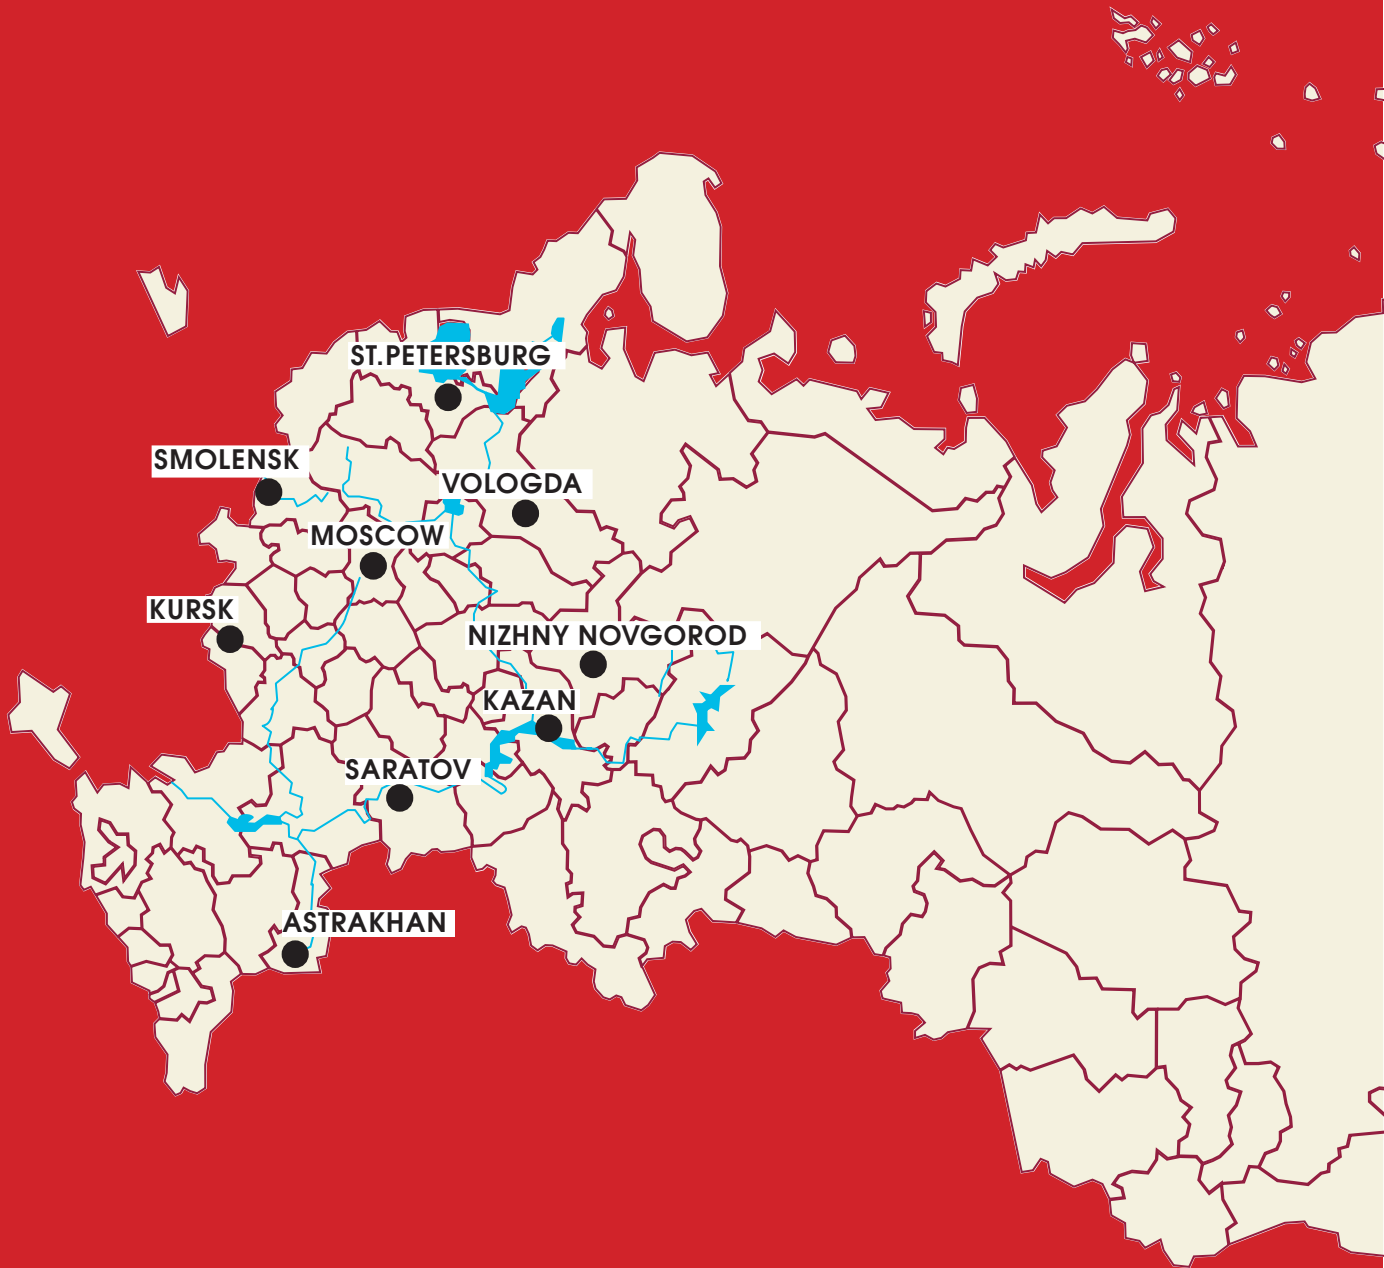 ST.PETERSBURG
SMOLENSK
VOLOGDA
MOSCOW
KURSK
NIZHNY NOVGOROD
KAZAN
SARATOV
ASTRAKHAN